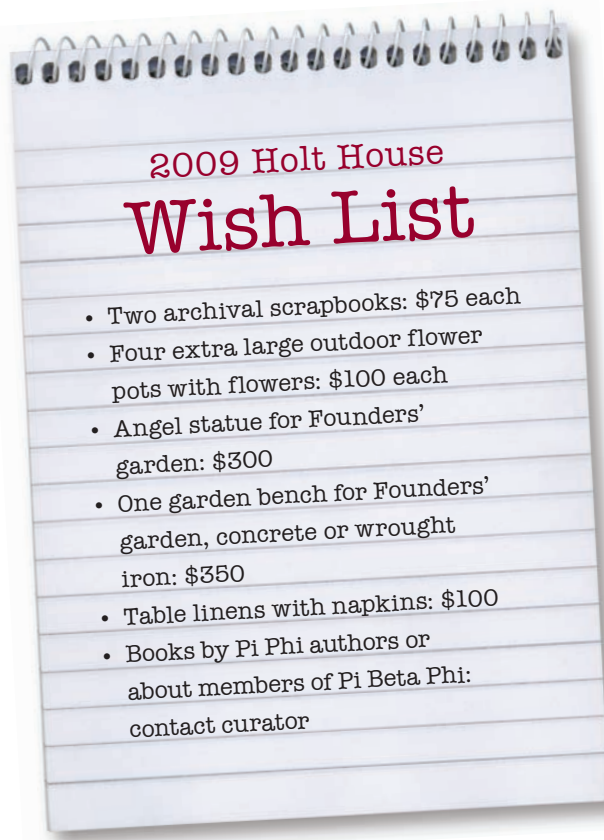 2009 Holt House
Wish List
• Two archival scrapbooks: $75 each
• Four extra large outdoor flower
pots with flowers: $100 each
• Angel statue for Founders’
garden: $300
• One garden bench for Founders’
garden, concrete or wrought
iron: $350
• Table linens with napkins: $100
• Books by Pi Phi authors or
about members of Pi Beta Phi:
contact curator